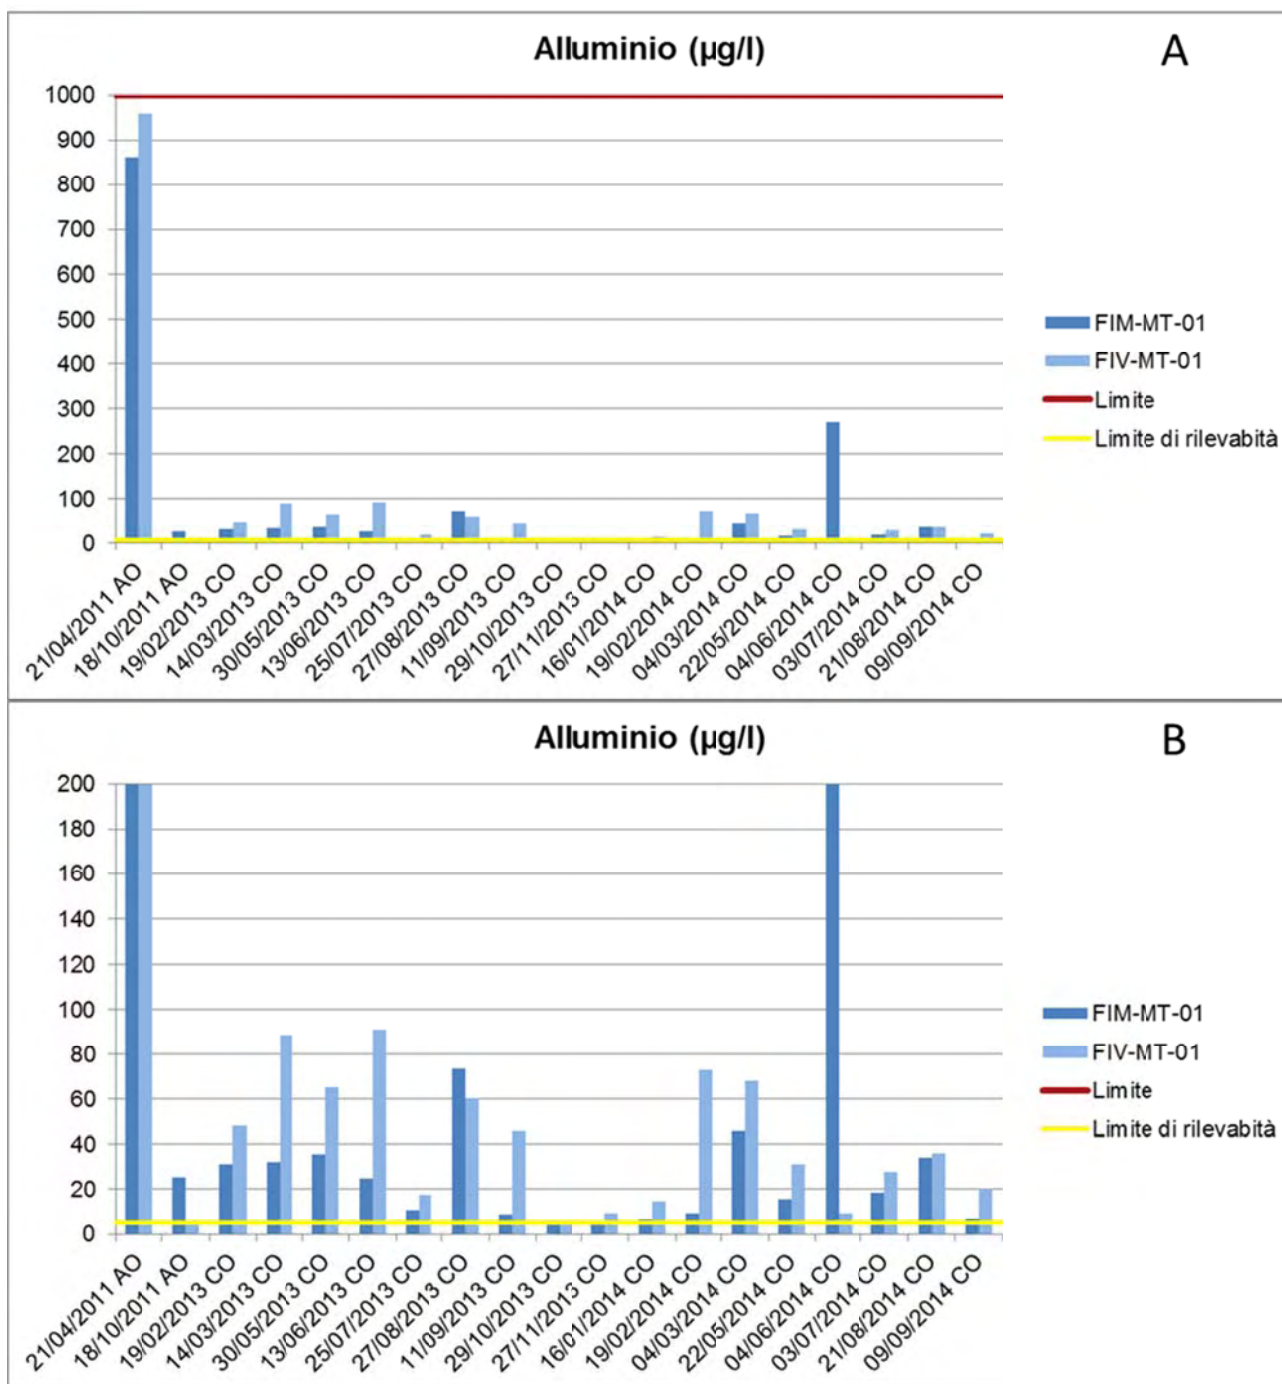 Alluminio (µg/l)
A
1000
900
800
700
600
500
400
300
200
100
0
21/04/2011 AO
18/10/2011 AO
19/02/2013 CO
14/03/2013 CO
30/05/2013 CO
13/06/2013 CO
25/07/2013 CO
27/08/2013 CO
11/09/2013 CO
29/10/2013 CO
27/11/2013 CO
16/01/2014 CO
19/02/2014 CO
04/03/2014 CO
22/05/2014 CO
04/06/2014 CO
03/07/2014 CO
21/08/2014 CO
09/09/2014 CO
FIM-MT-01
FIV-MT-01
Limite
Limite di rilevabità
Alluminio (µg/l)
B
200
180
160
140
120
100
80
60
40
20
0
21/04/2011 AO
18/10/2011 AO
19/02/2013 CO
14/03/2013 CO
30/05/2013 CO
13/06/2013 CO
25/07/2013 CO
27/08/2013 CO
11/09/2013 CO
29/10/2013 CO
27/11/2013 CO
16/01/2014 CO
19/02/2014 CO
04/03/2014 CO
22/05/2014 CO
04/06/2014 CO
03/07/2014 CO
21/08/2014 CO
09/09/2014 CO
FIM-MT-01
FIV-MT-01
Limite
Limite di rilevabità